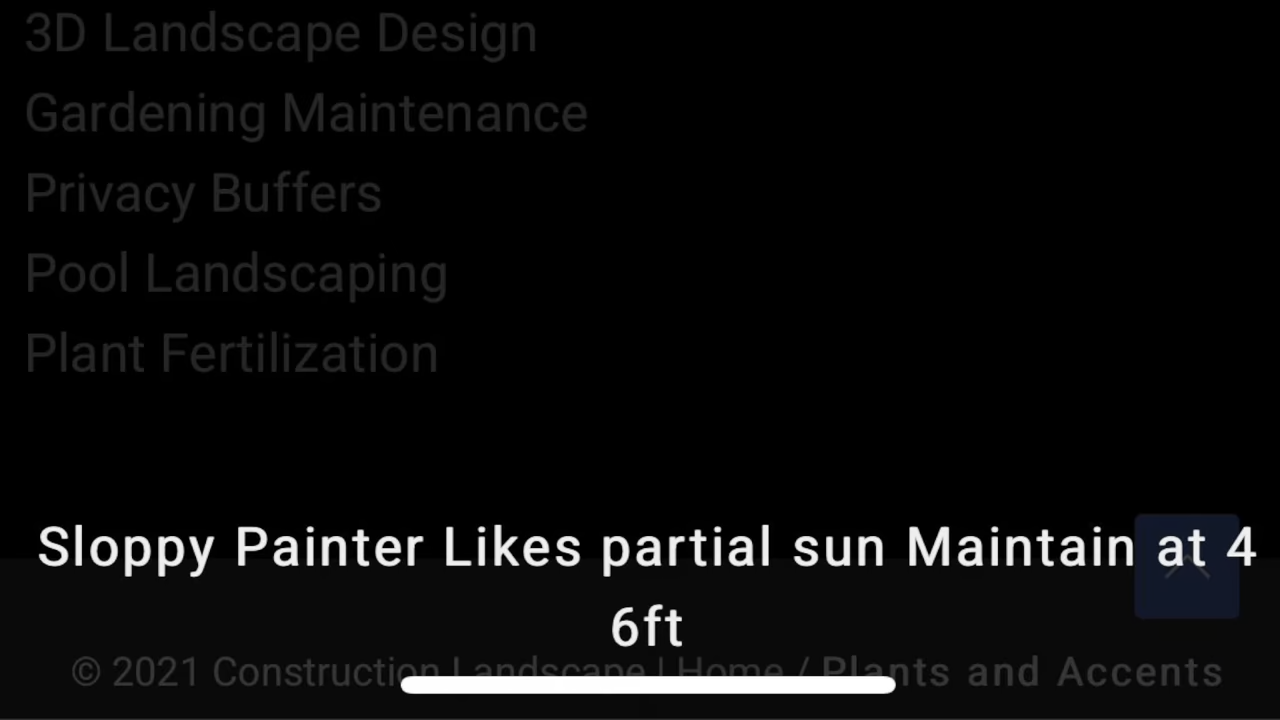 3D Landscape Design
Gardening Maintenance
Privacy Buffers
Pool Landscaping
Plant Fertilization
Sloppy Painter Likes partial sun Maintain at 4
6ft
© 2021 Construction Landscape | Home / Plants and Accents